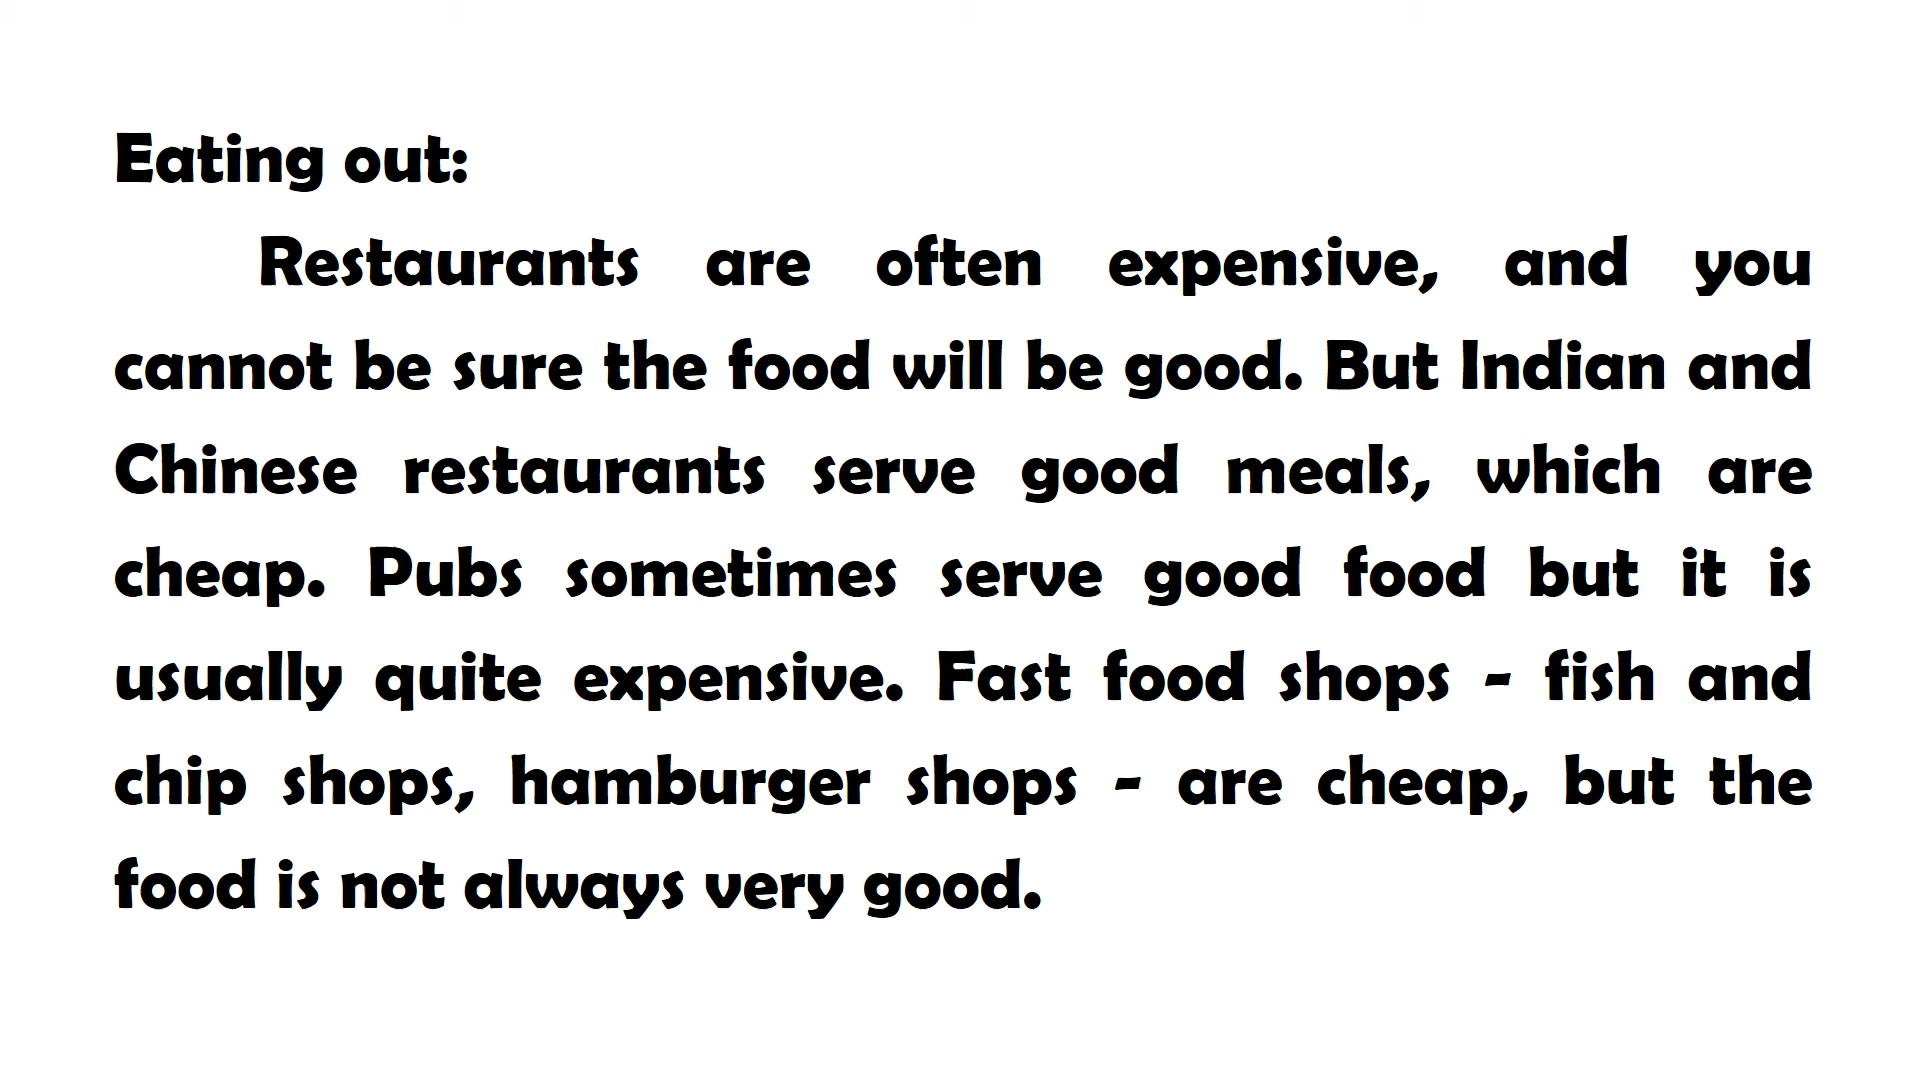 Eating out:
Restaurants are often expensive, and you
cannot be sure the food will be good. But Indian and
Chinese restaurants serve good meals, which are
cheap. Pubs sometimes serve good food but it is
usually quite expensive. Fast food shops - fish and
chip shops, hamburger shops - are cheap, but the
food is not always very good.